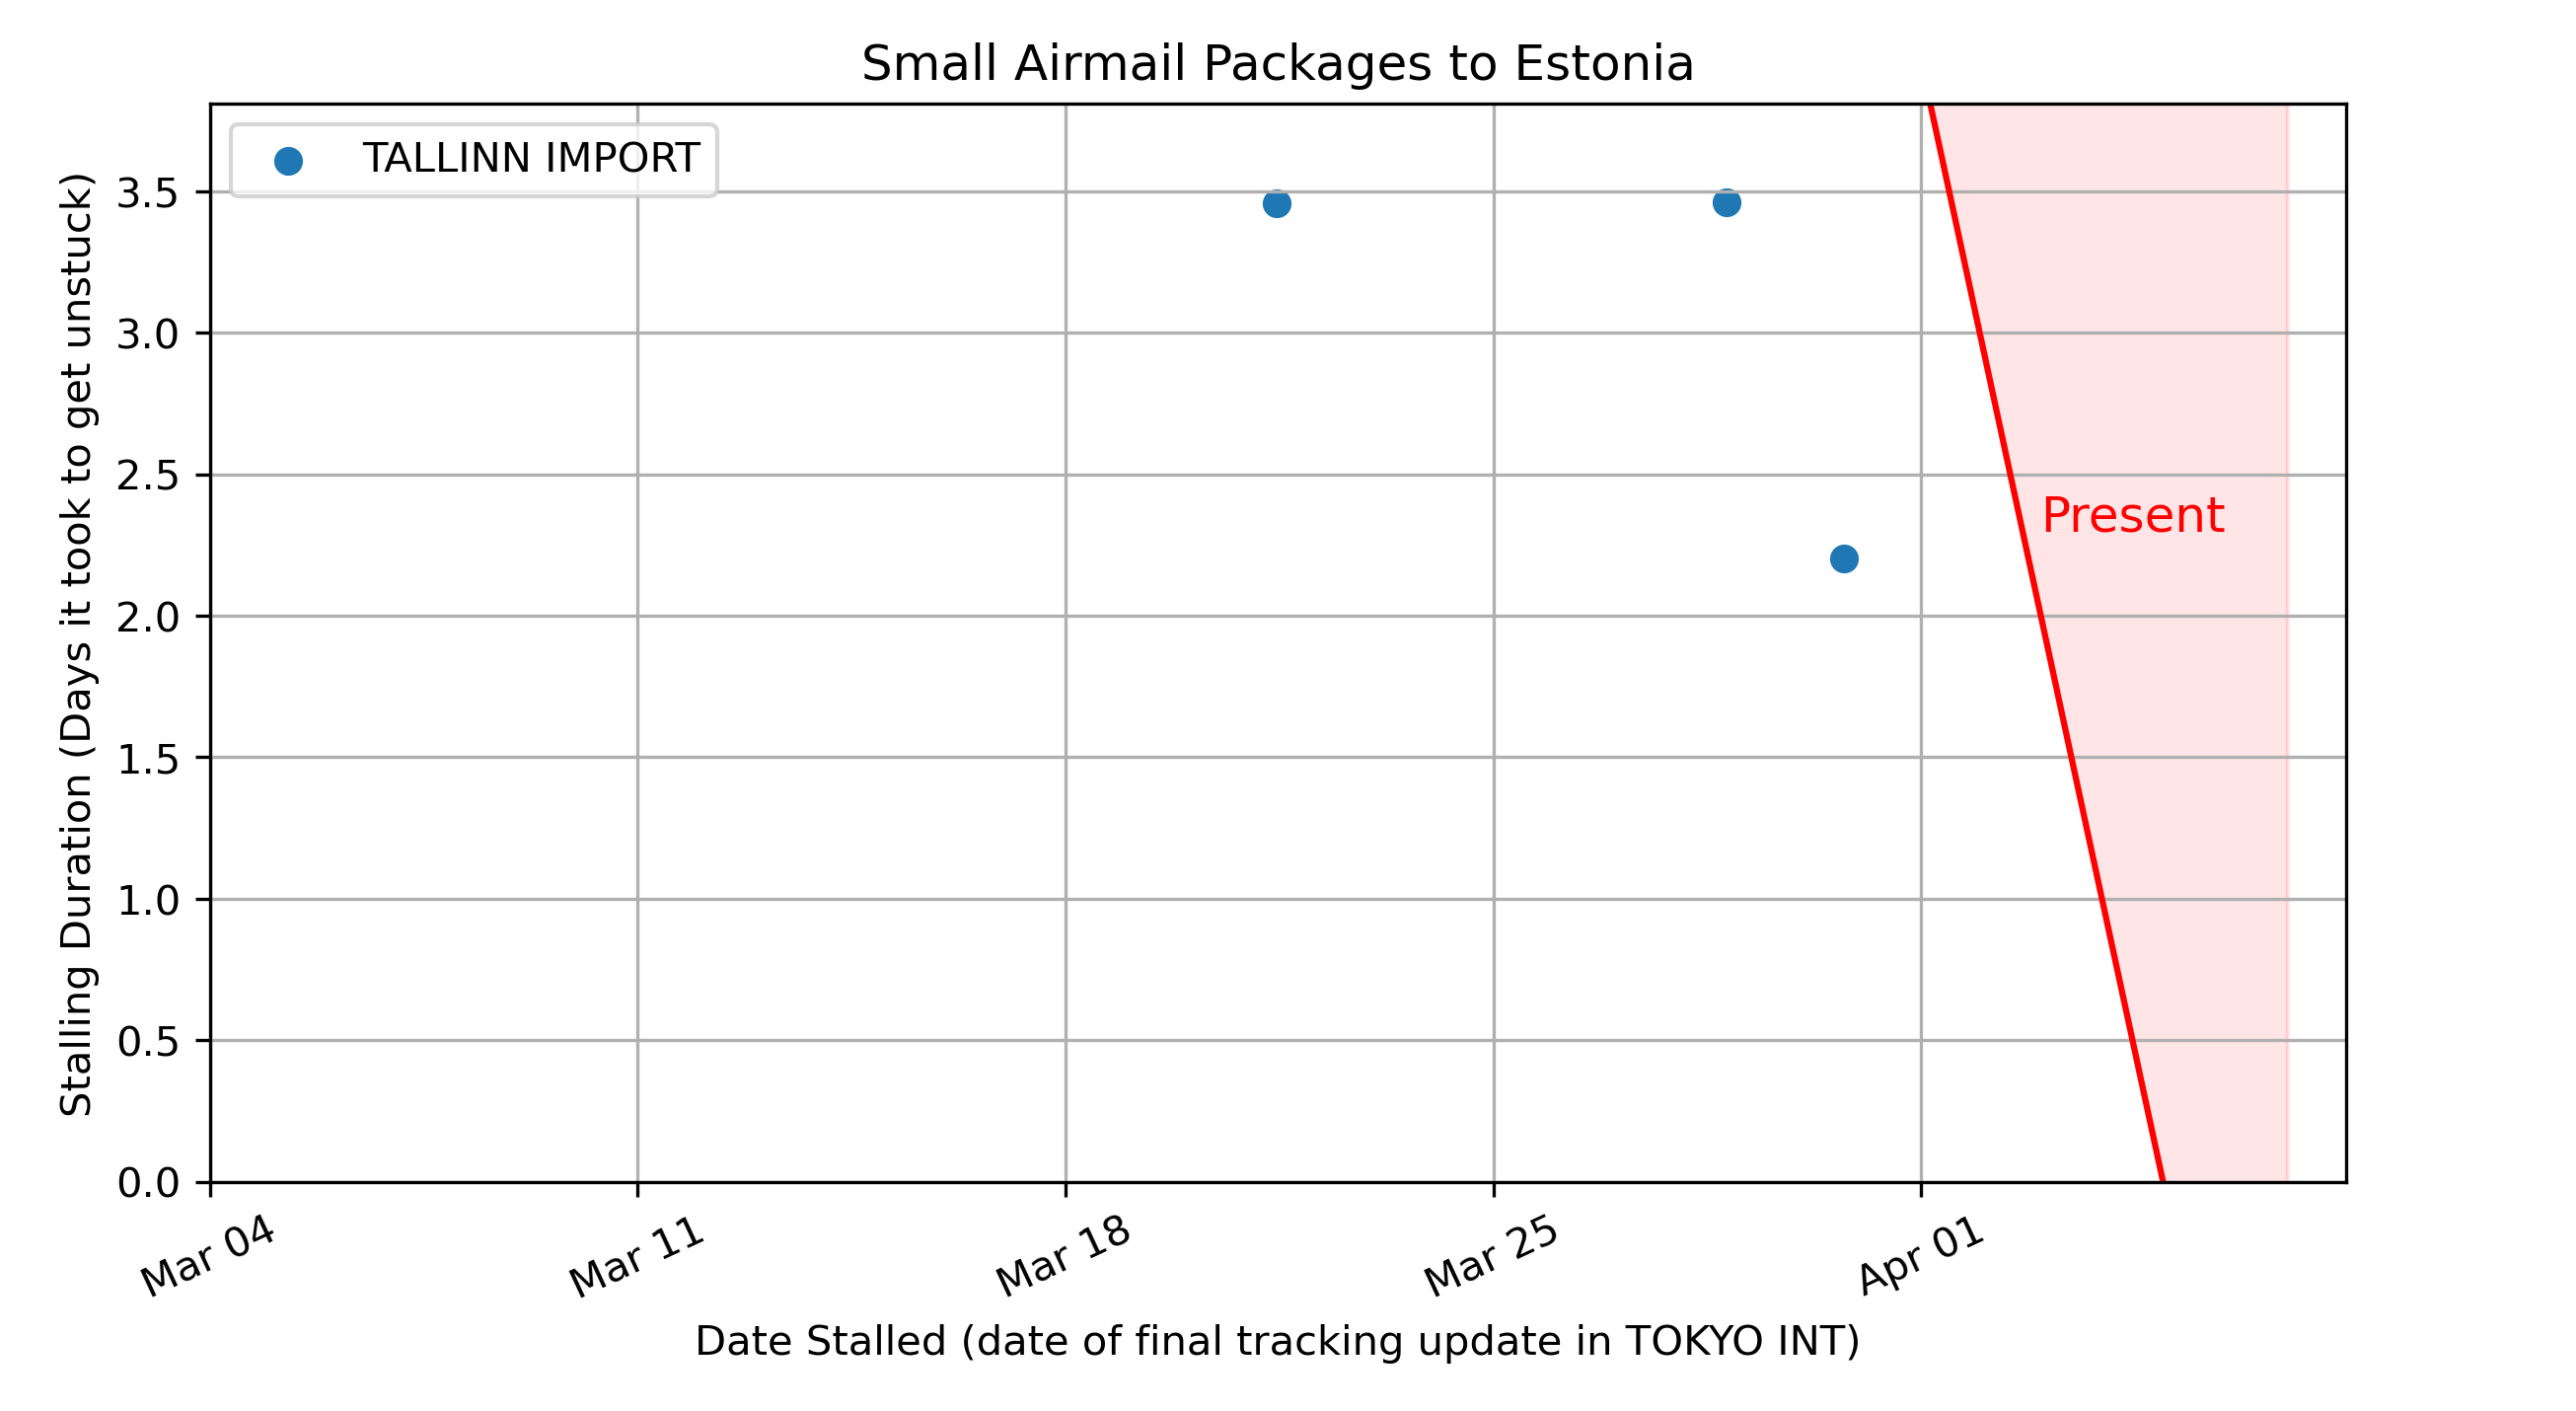 Small Airmail Packages to Estonia
TALLINN IMPORT
Stalling Duration (Days it took to get unstuck)
3.5
3.0
2.5
2.0
1.5
1.0
0.5
0.0
Present
Mar 04
Mar 11
Mar 18
Mar 25
Apr 01
Date Stalled (date of final tracking update in TOKYO INT)